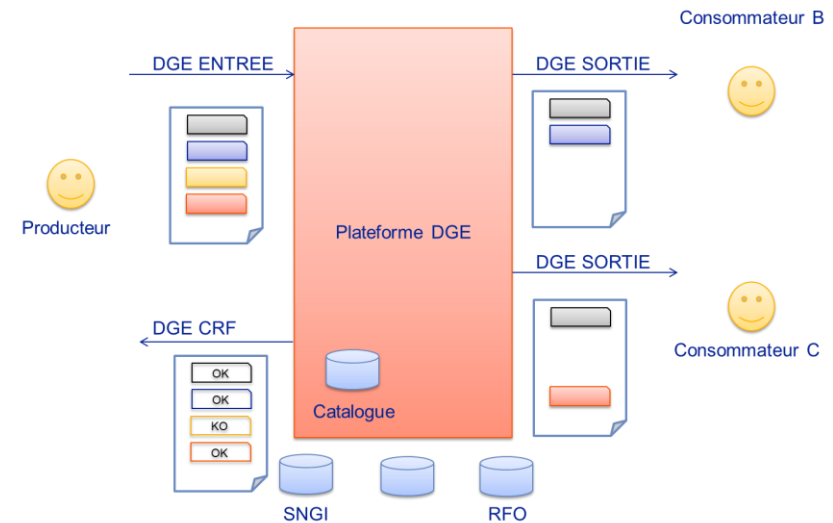 Consommateur B
DGE ENTREE
DGE SORTIE
Producteur
Plateforme DGE
DGE SORTIE
DGE CRF
Consommateur C
OK
OK
KO
OK
Catalogue
SNGI
RFO